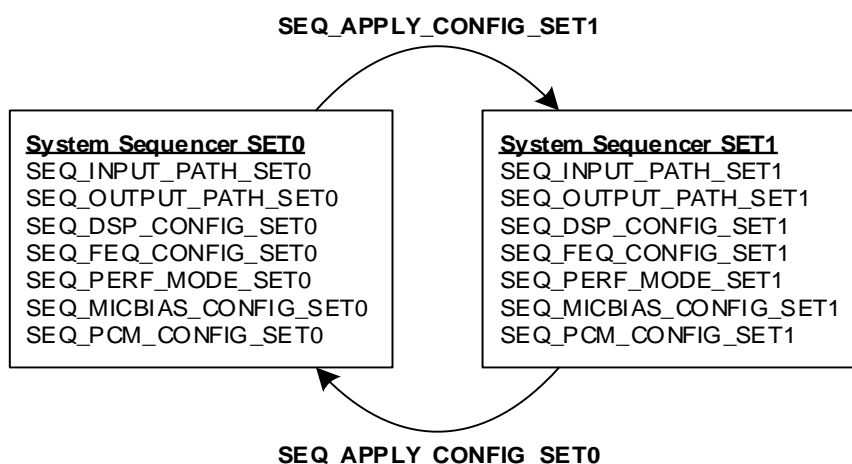 SEQ_APPLY_CONFIG_SET1
System Sequencer SET0
SEQ_INPUT_PATH_SET0
SEQ_OUTPUT_PATH_SET0
SEQ_DSP_CONFIG_SET0
SEQ_FEQ_CONFIG_SET0
SEQ_PERF_MODE_SET0
SEQ_MICBIAS_CONFIG_SET0
SEQ_PCM_CONFIG_SET0
System Sequencer SET1
SEQ_INPUT_PATH_SET1
SEQ_OUTPUT_PATH_SET1
SEQ_DSP_CONFIG_SET1
SEQ_FEQ_CONFIG_SET1
SEQ_PERF_MODE_SET1
SEQ_MICBIAS_CONFIG_SET1
SEQ_PCM_CONFIG_SET1
SEQ APPLY CONFIG SET0